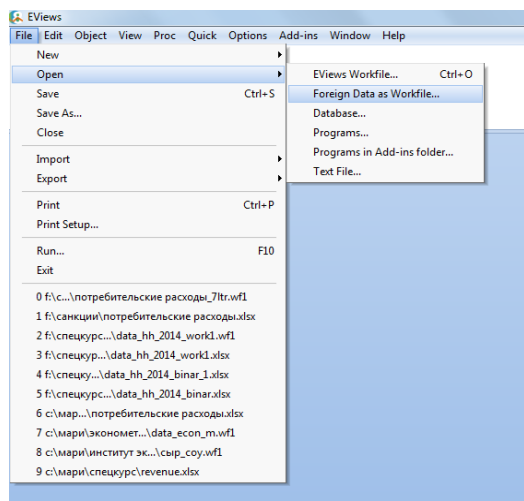 EViews
File Edit Object View Proc Quick Options Add-ins Window Help
New
Open
Save Ctrl+S
Save As...
Close
Import
Export
Print Ctrl+P
Print Setup...
Run... F10
Exit
0 f:\с...\потребительские расходы_7ltr.wf1
1 f:\санкции\потребительские расходы.xlsx
2 f:\спецкурс...\data_hh_2014_work1.wf1
3 f:\спецкурс...\data_hh_2014_work1.xlsx
4 f:\спецку...\data_hh_2014_binar_1.xlsx
5 f:\спецкурс...\data_hh_2014_binar.xlsx
6 c:\мар...\потребительские расходы.xlsx
7 c:\мари\эконометр...\data_econ_m.wf1
8 c:\мари\институт эк...\сыр_соу.wf1
9 c:\мари\спецкурс\revenue.xlsx
EViews Workfile... Ctrl+O
Foreign Data as Workfile...
Database...
Programs...
Programs in Add-ins folder...
Text File...